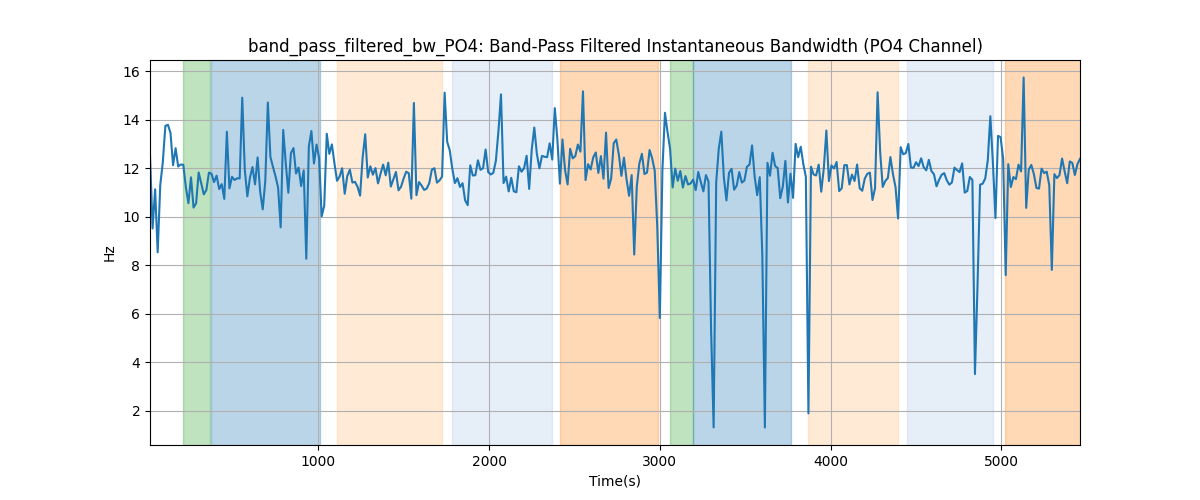 band_pass_filtered_bw_PO4: Band-Pass Filtered Instantaneous Bandwidth (PO4 Channel)
16
14
12
10
8
6
4
2
Hz
1000 2000 3000 4000 5000
Time(s)